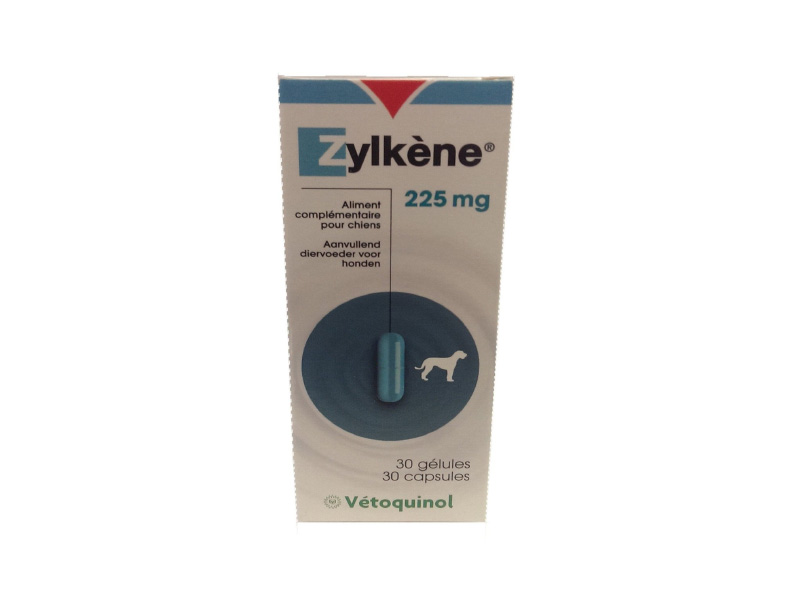 Zylkène®
225 mg
Aliment
complémentaire
pour chiens
Aanvullend
diervoeder voor
honden
30 gélules
30 capsules
Vétoquinol